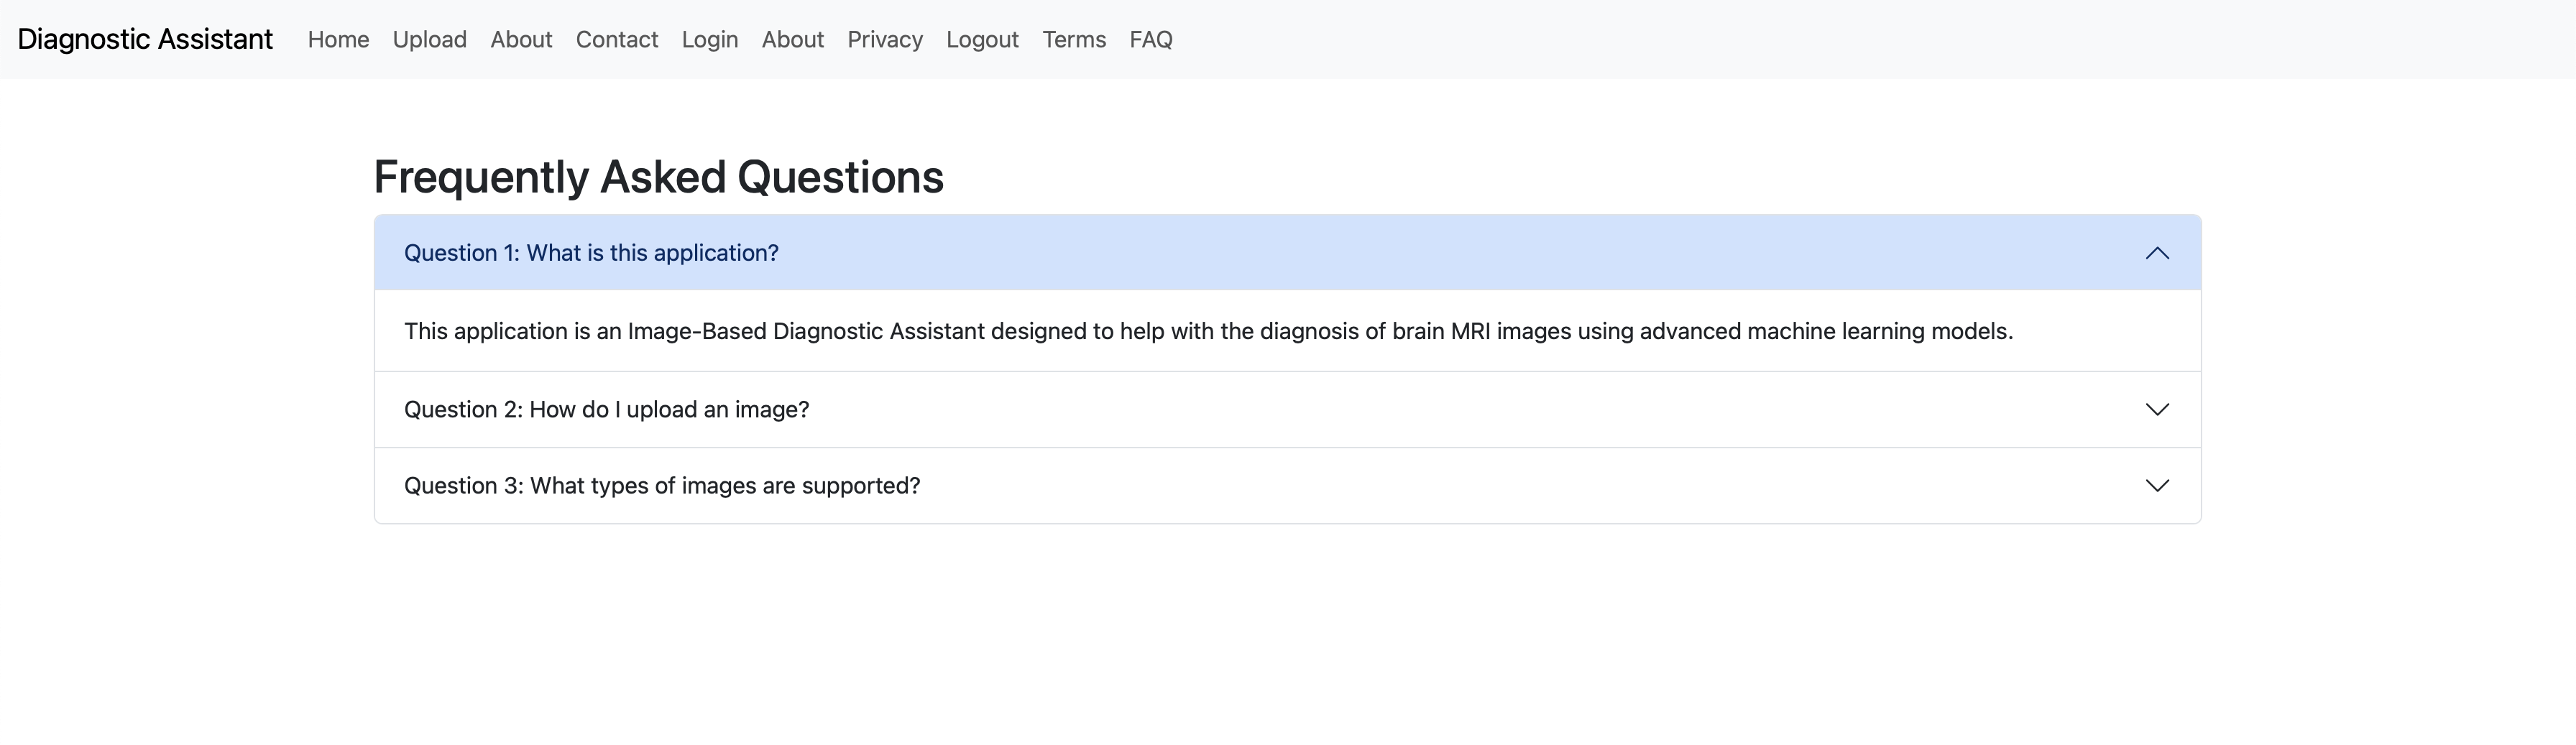 Diagnostic Assistant Home Upload About Contact Login About Privacy Logout Terms FAQ
Frequently Asked Questions
Question 1: What is this application?
This application is an Image-Based Diagnostic Assistant designed to help with the diagnosis of brain MRI images using advanced machine learning models.
Question 2: How do I upload an image?
Question 3: What types of images are supported?